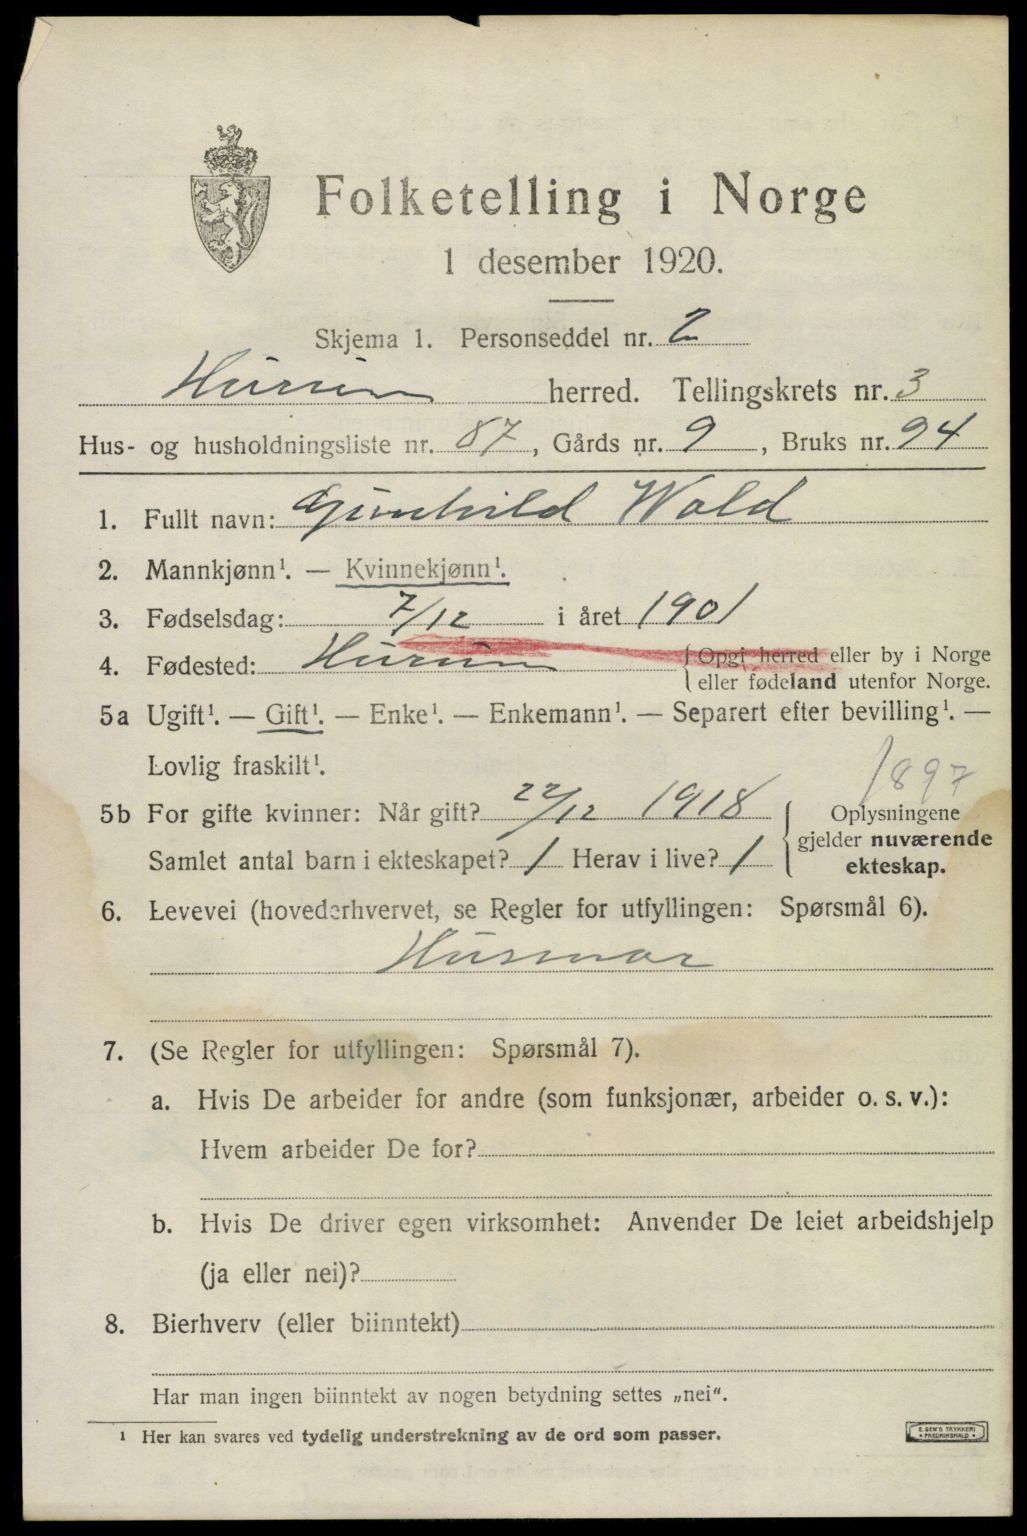 Folketelling i Norge
1 desember 1920.
Skjema 1. Personseddel nr. 2
Hurum herred. Tellingskrets nr. 3
Hus- og husholdningsliste nr. 87, Gårds nr. 9, Bruks nr. 94
1. Fullt navn: Gunhild Wold
2. Mannkjønn¹. — Kvinnekjønn¹.
3. Fødselsdag: 7/12 i året 1901
4. Fødested: Hurum { Opgi herred eller by i Norge
eller fødeland utenfor Norge.
5a Ugift¹. — Gift¹. — Enke¹. — Enkemann¹. — Separert efter bevilling¹. —
Lovlig fraskilt¹.
1897
5b For gifte kvinner: Når gift? 22/12 1918 { Oplysningene
gjelder nuværende
Samlet antal barn i ekteskapet? 1 Herav i live? 1
ekteskap.
6. Levevei (hovederhvervet, se Regler for utfyllingen: Spørsmål 6).
Husmor
7. (Se Regler for utfyllingen: Spørsmål 7).
a. Hvis De arbeider for andre (som funksjonær, arbeider o. s. v.):
Hvem arbeider De for?
b. Hvis De driver egen virksomhet: Anvender De leiet arbeidshjelp
(ja eller nei)?
8. Bierhverv (eller biinntekt)
Har man ingen biinntekt av nogen betydning settes „nei".
¹ Her kan svares ved tydelig understrekning av de ord som passer.
E. SEM'S TRYKKERI
FREDRIKSHALD